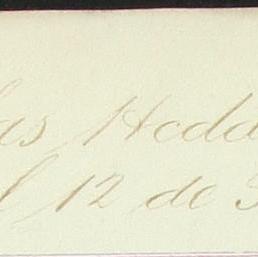 as Hodd
l 12 de